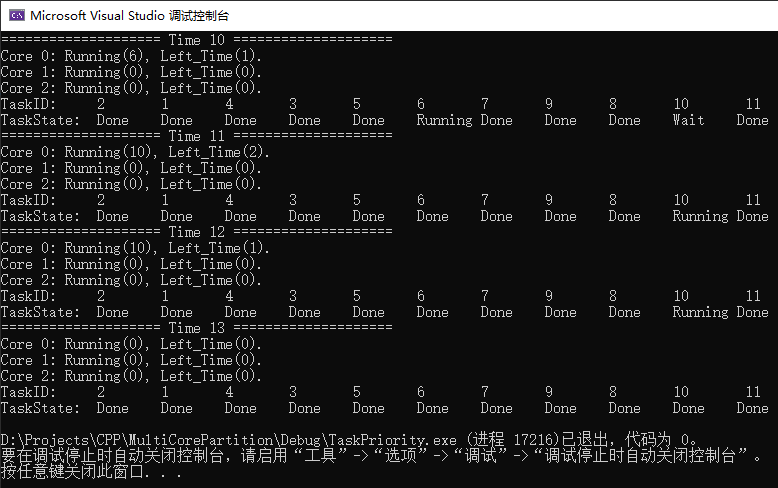 Microsoft Visual Studio 调试控制台
==================== Time 10 ====================
Core 0: Running(6), Left_Time(1).
Core 1: Running(0), Left_Time(0).
Core 2: Running(0), Left_Time(0).
TaskID: 2 1 4 3 5 6 7 9 8 10 11
TaskState: Done Done Done Done Done Running Done Done Done Wait Done
==================== Time 11 ====================
Core 0: Running(10), Left_Time(2).
Core 1: Running(0), Left_Time(0).
Core 2: Running(0), Left_Time(0).
TaskID: 2 1 4 3 5 6 7 9 8 10 11
TaskState: Done Done Done Done Done Done Done Done Done Running Done
==================== Time 12 ====================
Core 0: Running(10), Left_Time(1).
Core 1: Running(0), Left_Time(0).
Core 2: Running(0), Left_Time(0).
TaskID: 2 1 4 3 5 6 7 9 8 10 11
TaskState: Done Done Done Done Done Done Done Done Done Running Done
==================== Time 13 ====================
Core 0: Running(0), Left_Time(0).
Core 1: Running(0), Left_Time(0).
Core 2: Running(0), Left_Time(0).
TaskID: 2 1 4 3 5 6 7 9 8 10 11
TaskState: Done Done Done Done Done Done Done Done Done Done Done
D:\Projects\CPP\MultiCorePartition\Debug\TaskPriority.exe (进程 17216)已退出，代码为 0。
要在调试停止时自动关闭控制台，请启用“工具”->“选项”->“调试”->“调试停止时自动关闭控制台”。
按任意键关闭此窗口. . .